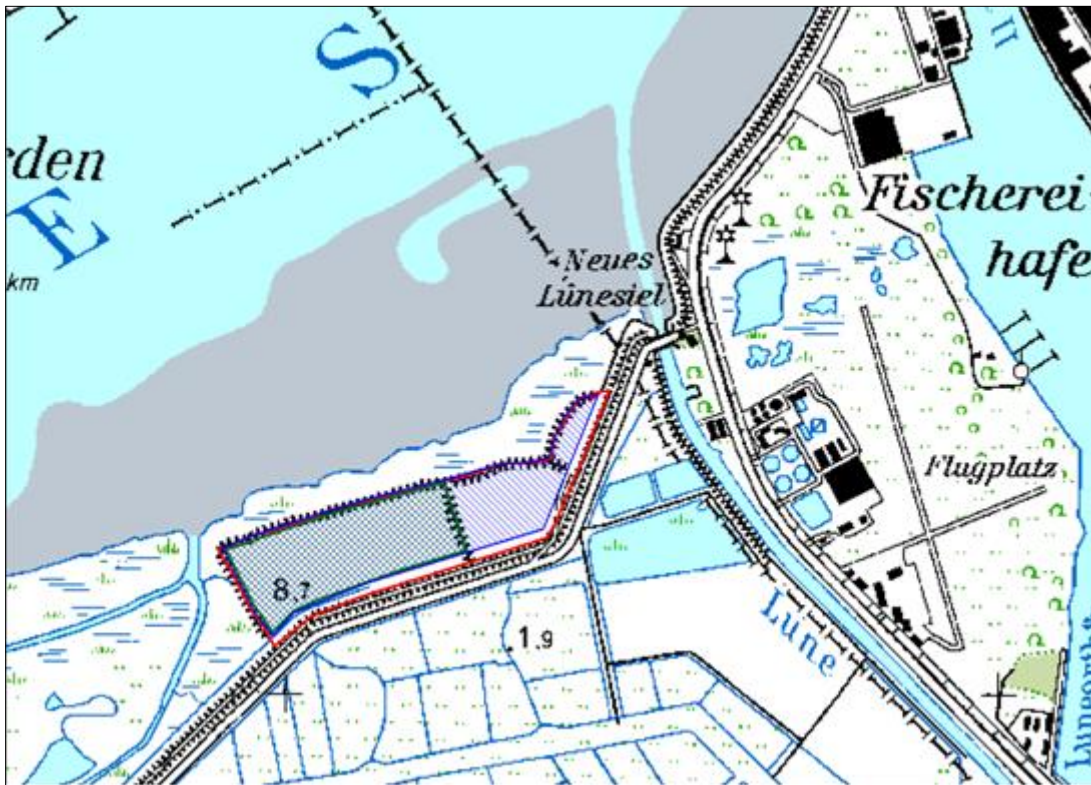 S
rden
E
km
Neues
Lünesiel
Fischerei-
hafe
Flugplatz
8,7
1,9
Lune